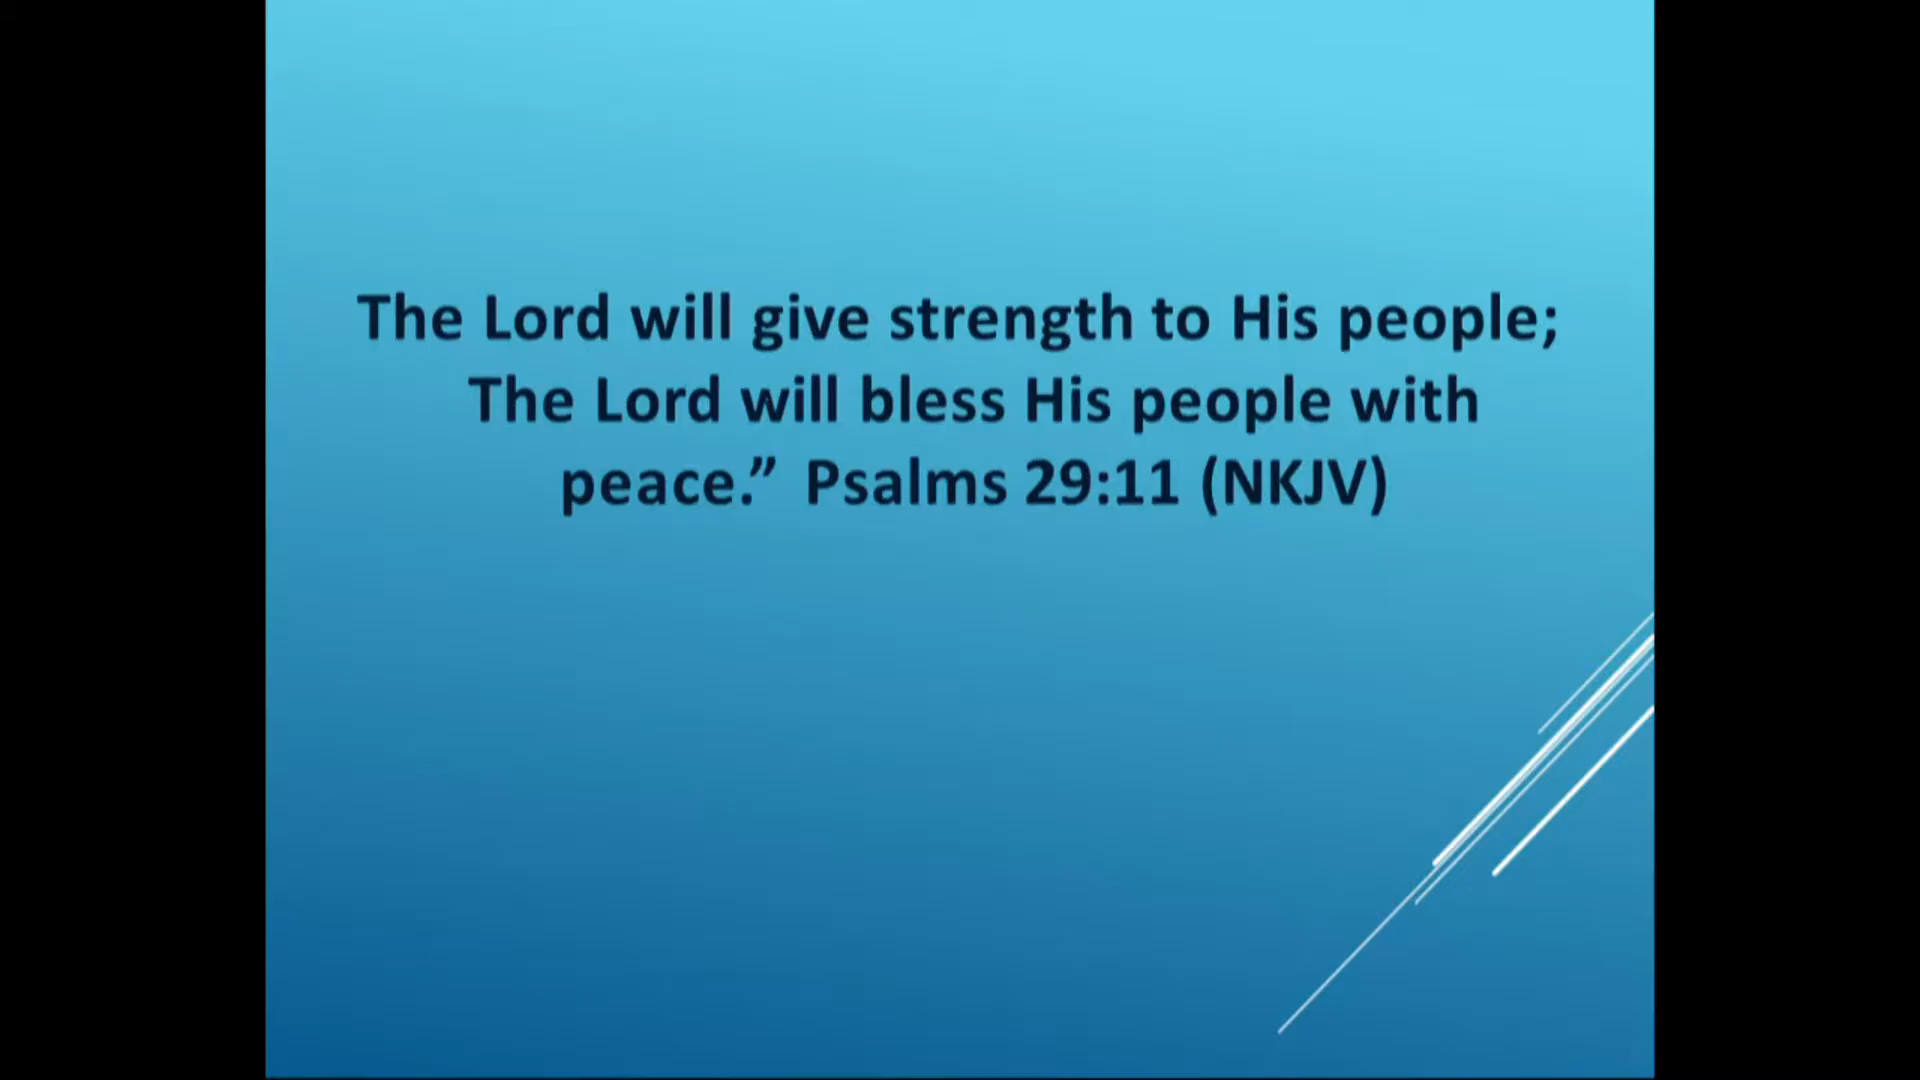 The Lord will give strength to His people;
The Lord will bless His people with
peace.” Psalms 29:11 (NKJV)